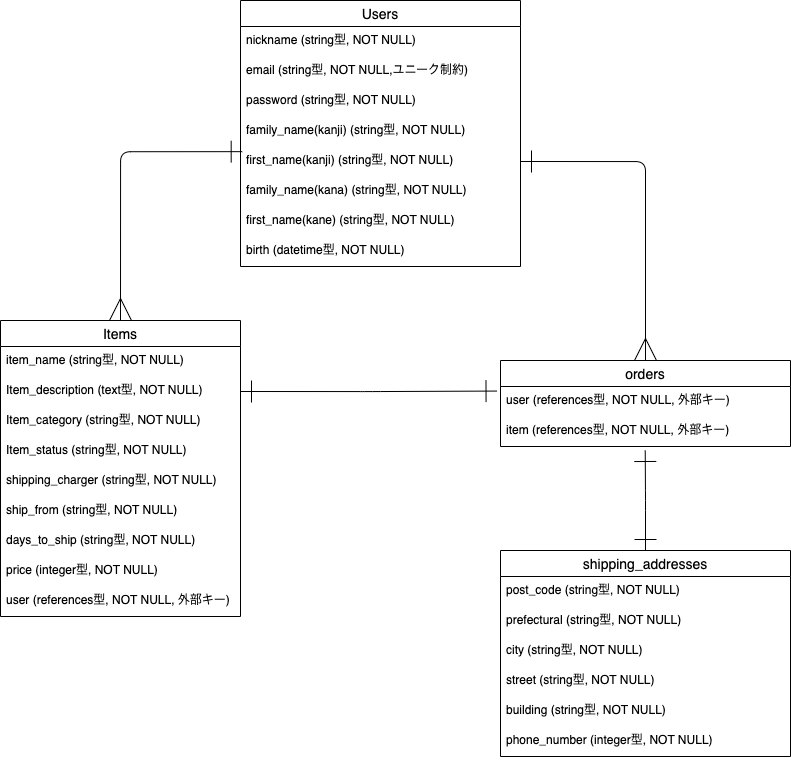 Users
nickname (string型, NOT NULL)
email (string型, NOT NULL,ユニーク制約)
password (string型, NOT NULL)
family_name(kanji) (string型, NOT NULL)
first_name(kanji) (string型, NOT NULL)
family_name(kana) (string型, NOT NULL)
first_name(kane) (string型, NOT NULL)
birth (datetime型, NOT NULL)
Items
item_name (string型, NOT NULL)
Item_description (text型, NOT NULL)
Item_category (string型, NOT NULL)
Item_status (string型, NOT NULL)
shipping_charger (string型, NOT NULL)
ship_from (string型, NOT NULL)
days_to_ship (string型, NOT NULL)
price (integer型, NOT NULL)
user (references型, NOT NULL, 外部キー)
orders
user (references型, NOT NULL, 外部キー)
item (references型, NOT NULL, 外部キー)
shipping_addresses
post_code (string型, NOT NULL)
prefectural (string型, NOT NULL)
city (string型, NOT NULL)
street (string型, NOT NULL)
building (string型, NOT NULL)
phone_number (integer型, NOT NULL)